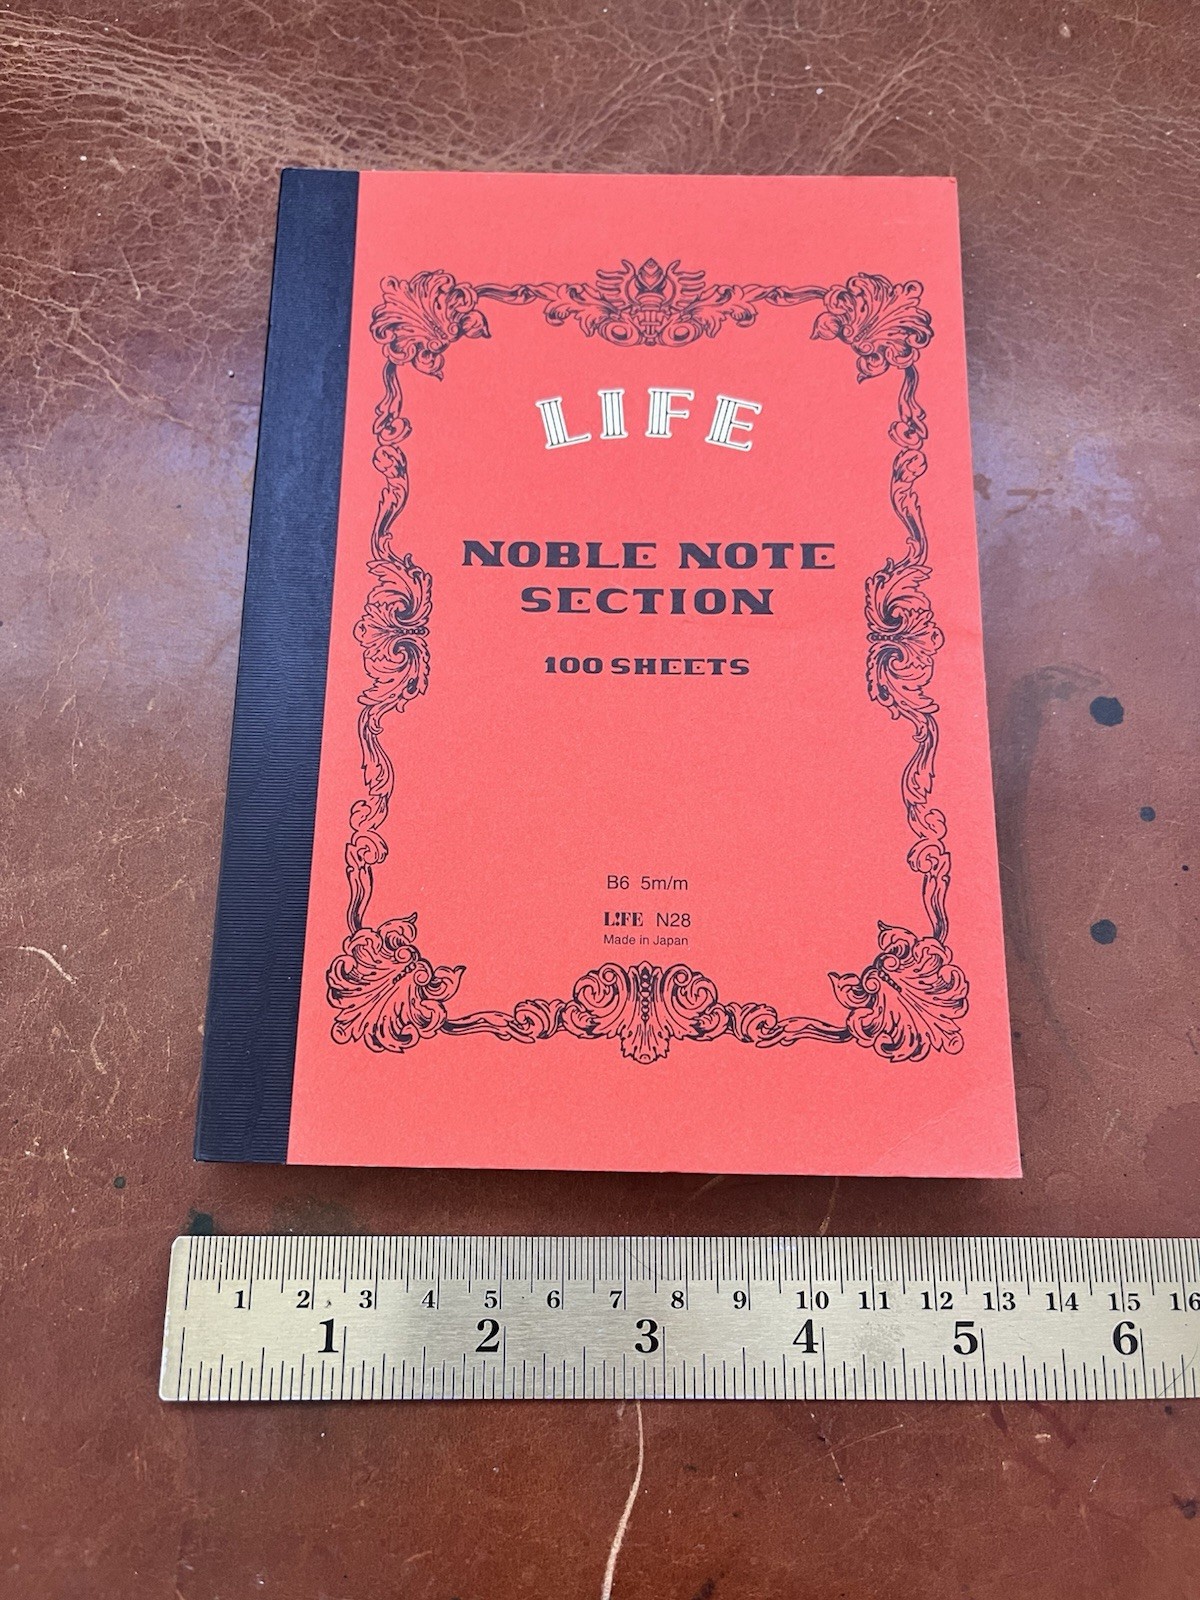 LIFE
NOBLE NOTE
SECTION
100 SHEETS
B6 5m/m
L!FE N28
Made in Japan
1 2 3 4 5 6 7 8 9 10 11 12 13 14 15 16
1 2 3 4 5 6